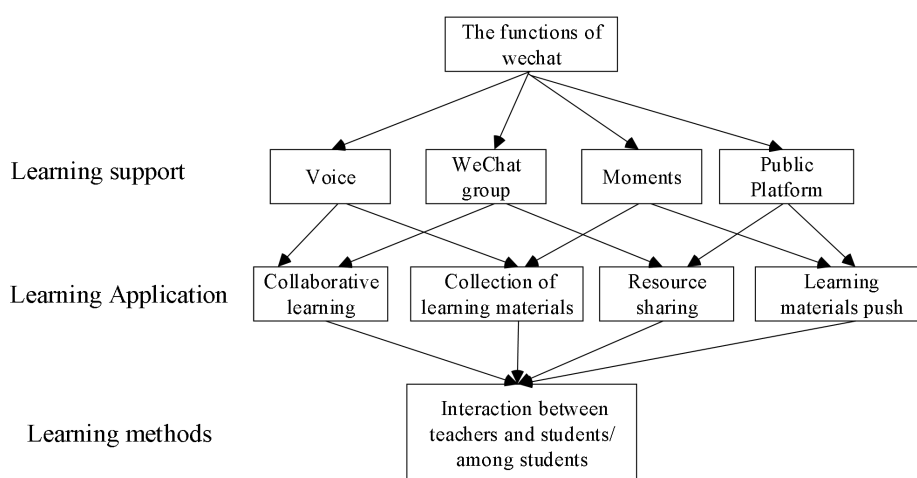 The functions of
wechat
Learning support
Voice
WeChat
group
Moments
Public
Platform
Learning Application
Collaborative
learning
Collection of
learning materials
Resource
sharing
Learning
materials push
Learning methods
Interaction between
teachers and students/
among students